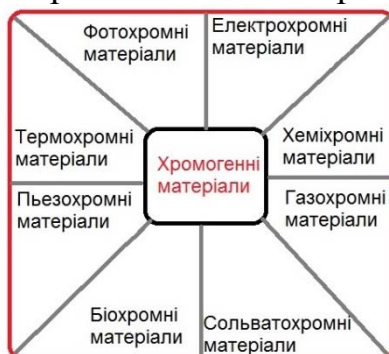 Фотохромні
матеріали
Електрохромні
матеріали
Термохромні
матеріали
Хеміхромні
матеріали
Хромогенні
матеріали
Пьезохромні
матеріали
Газохромні
матеріали
Біохромні
матеріали
Сольватохромні
матеріали